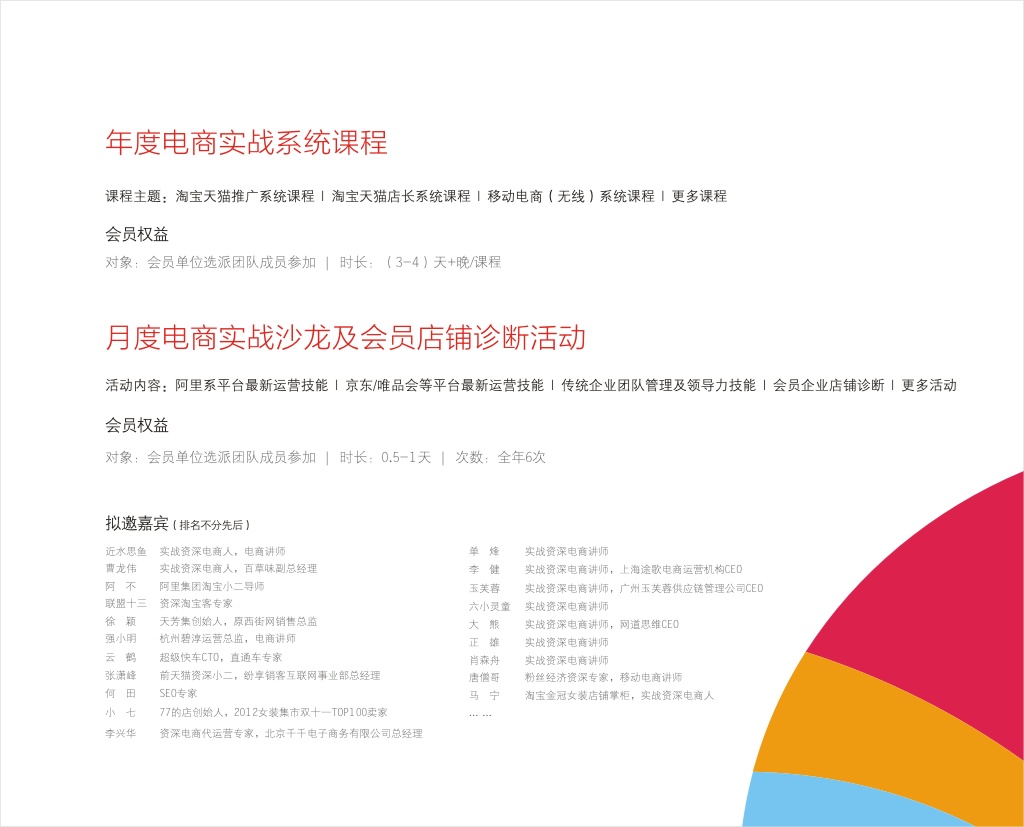 年度电商实战系统课程
课程主题：淘宝天猫推广系统课程 | 淘宝天猫店长系统课程 | 移动电商（无线）系统课程 | 更多课程
会员权益
对象：会员单位选派团队成员参加 | 时长：（3-4）天+晚/课程
月度电商实战沙龙及会员店铺诊断活动
活动内容：阿里系平台最新运营技能 | 京东/唯品会等平台最新运营技能 | 传统企业团队管理及领导力技能 | 会员企业店铺诊断 | 更多活动
会员权益
对象：会员单位选派团队成员参加 | 时长：0.5-1天 | 次数：全年6次
拟邀嘉宾（排名不分先后）
近水思鱼 实战资深电商人，电商讲师
曹龙伟 实战资深电商人，百草味副总经理
阿 不 阿里集团淘宝小二导师
联盟十三 资深淘宝客专家
徐 颖 天芳集创始人，原西街网销售总监
强小明 杭州碧淳运营总监，电商讲师
云 鹤 超级快车CTO，直通车专家
张潇峰 前天猫资深小二，纷享销客互联网事业部总经理
何 田 SEO专家
小 七 77的店创始人，2012女装集市双十一TOP100卖家
李兴华 资深电商代运营专家，北京千千电子商务有限公司总经理
单 烽 实战资深电商讲师
李 健 实战资深电商讲师，上海途歌电商运营机构CEO
玉芙蓉 实战资深电商讲师，广州玉芙蓉供应链管理公司CEO
六小灵童 实战资深电商讲师
大 熊 实战资深电商讲师，网道思维CEO
正 雄 实战资深电商讲师
肖森舟 实战资深电商讲师
唐僧哥 粉丝经济资深专家，移动电商讲师
马 宁 淘宝金冠女装店铺掌柜，实战资深电商人
... ...